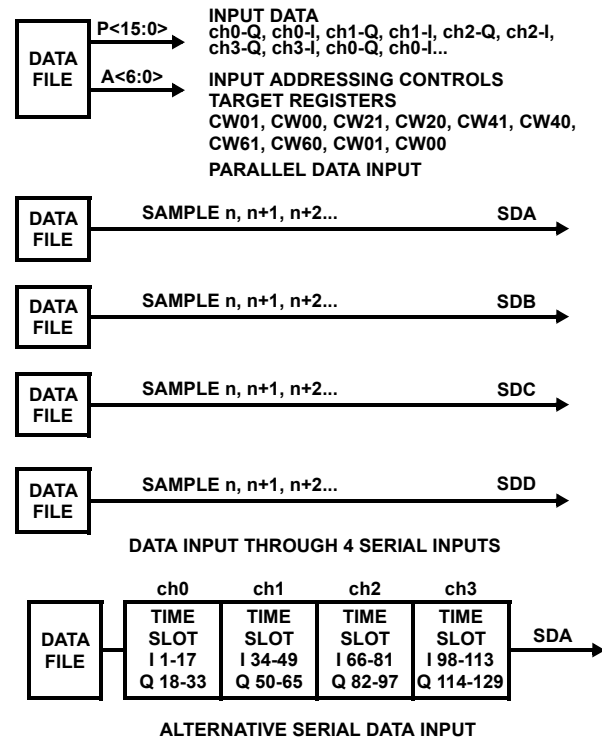 DATA FILE
P<15:0>
INPUT DATA
ch0-Q, ch0-I, ch1-Q, ch1-I, ch2-Q, ch2-I,
ch3-Q, ch3-I, ch0-Q, ch0-I...
A<6:0>
INPUT ADDRESSING CONTROLS
TARGET REGISTERS
CW01, CW00, CW21, CW20, CW41, CW40,
CW61, CW60, CW01, CW00
PARALLEL DATA INPUT
DATA
FILE
SAMPLE n, n+1, n+2...
SDA
DATA
FILE
SAMPLE n, n+1, n+2...
SDB
DATA
FILE
SAMPLE n, n+1, n+2...
SDC
DATA
FILE
SAMPLE n, n+1, n+2...
SDD
DATA INPUT THROUGH 4 SERIAL INPUTS
DATA
FILE
ch0
TIME
SLOT
I 1-17
Q 18-33
ch1
TIME
SLOT
I 34-49
Q 50-65
ch2
TIME
SLOT
I 66-81
Q 82-97
ch3
TIME
SLOT
I 98-113
Q 114-129
SDA
ALTERNATIVE SERIAL DATA INPUT